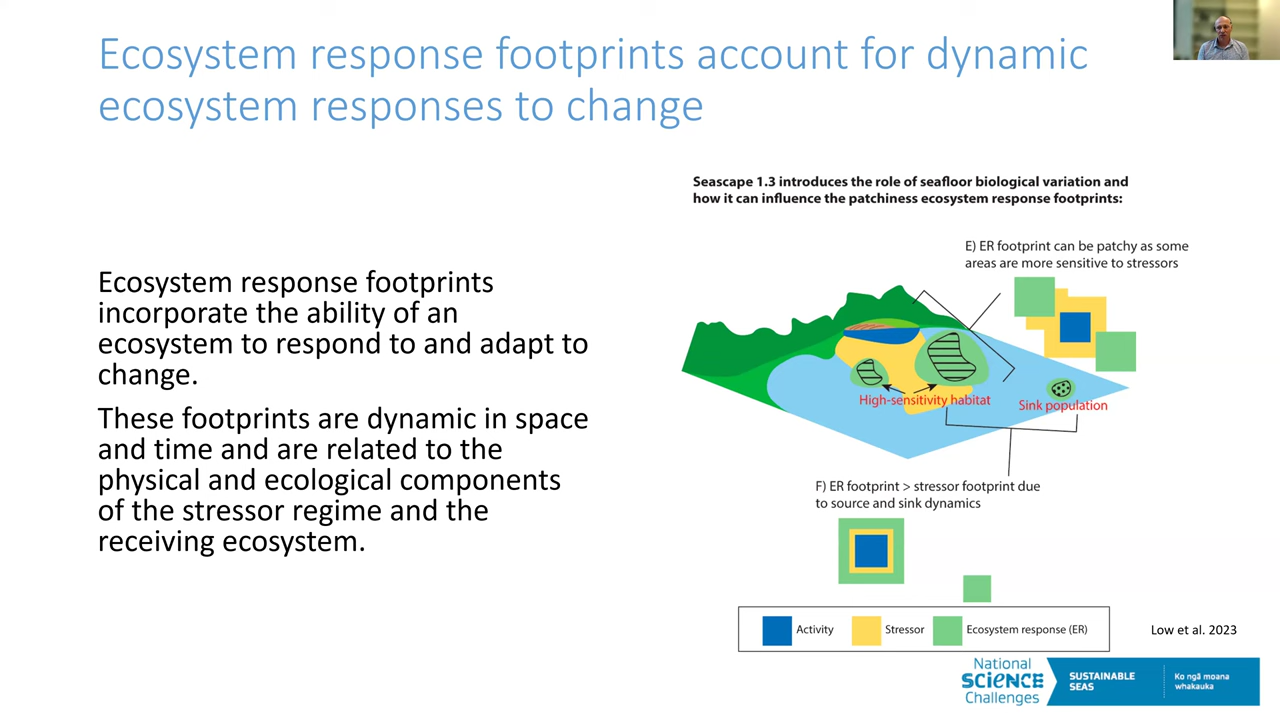 Ecosystem response footprints account for dynamic
ecosystem responses to change
Ecosystem response footprints
incorporate the ability of an
ecosystem to respond to and adapt to
change.
These footprints are dynamic in space
and time and are related to the
physical and ecological components
of the stressor regime and the
receiving ecosystem.
Seascape 1.3 introduces the role of seafloor biological variation and
how it can influence the patchiness ecosystem response footprints:
E) ER footprint can be patchy as some
areas are more sensitive to stressors
High-sensitivity habitat
Sink population
F) ER footprint > stressor footprint due
to source and sink dynamics
Activity
Stressor
Ecosystem response (ER)
Low et al. 2023
National
SCIENCE
Challenges
SUSTAINABLE
SEAS
Ko ngā moana
whakauka